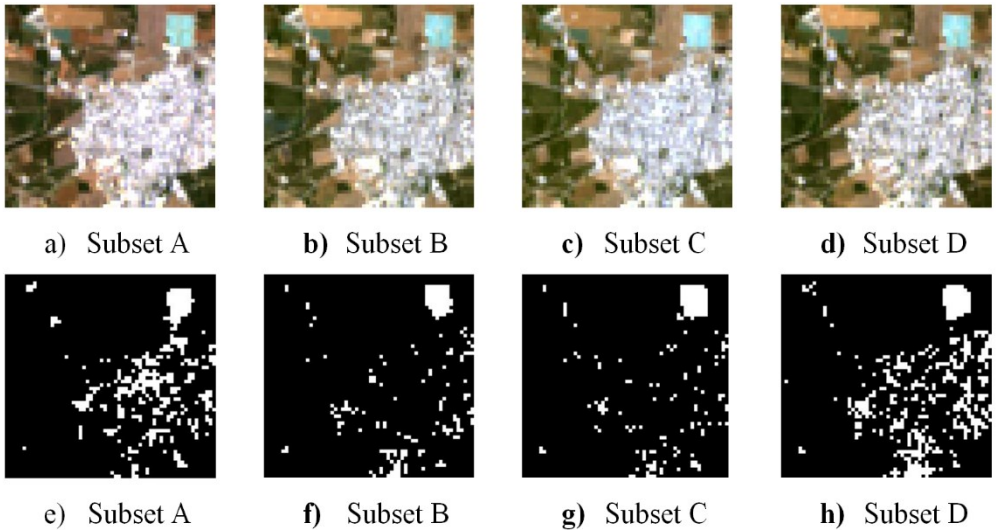 a) Subset A
b) Subset B
c) Subset C
d) Subset D
e) Subset A
f) Subset B
g) Subset C
h) Subset D